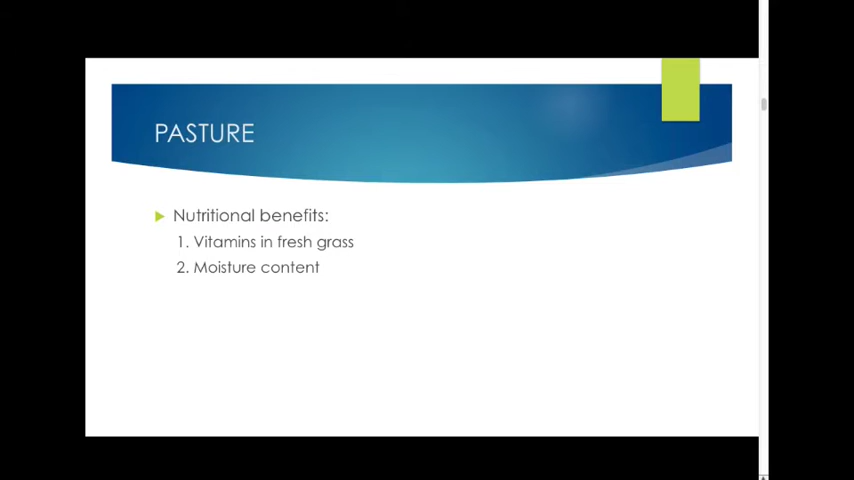 PASTURE
Nutritional benefits:
1. Vitamins in fresh grass
2. Moisture content